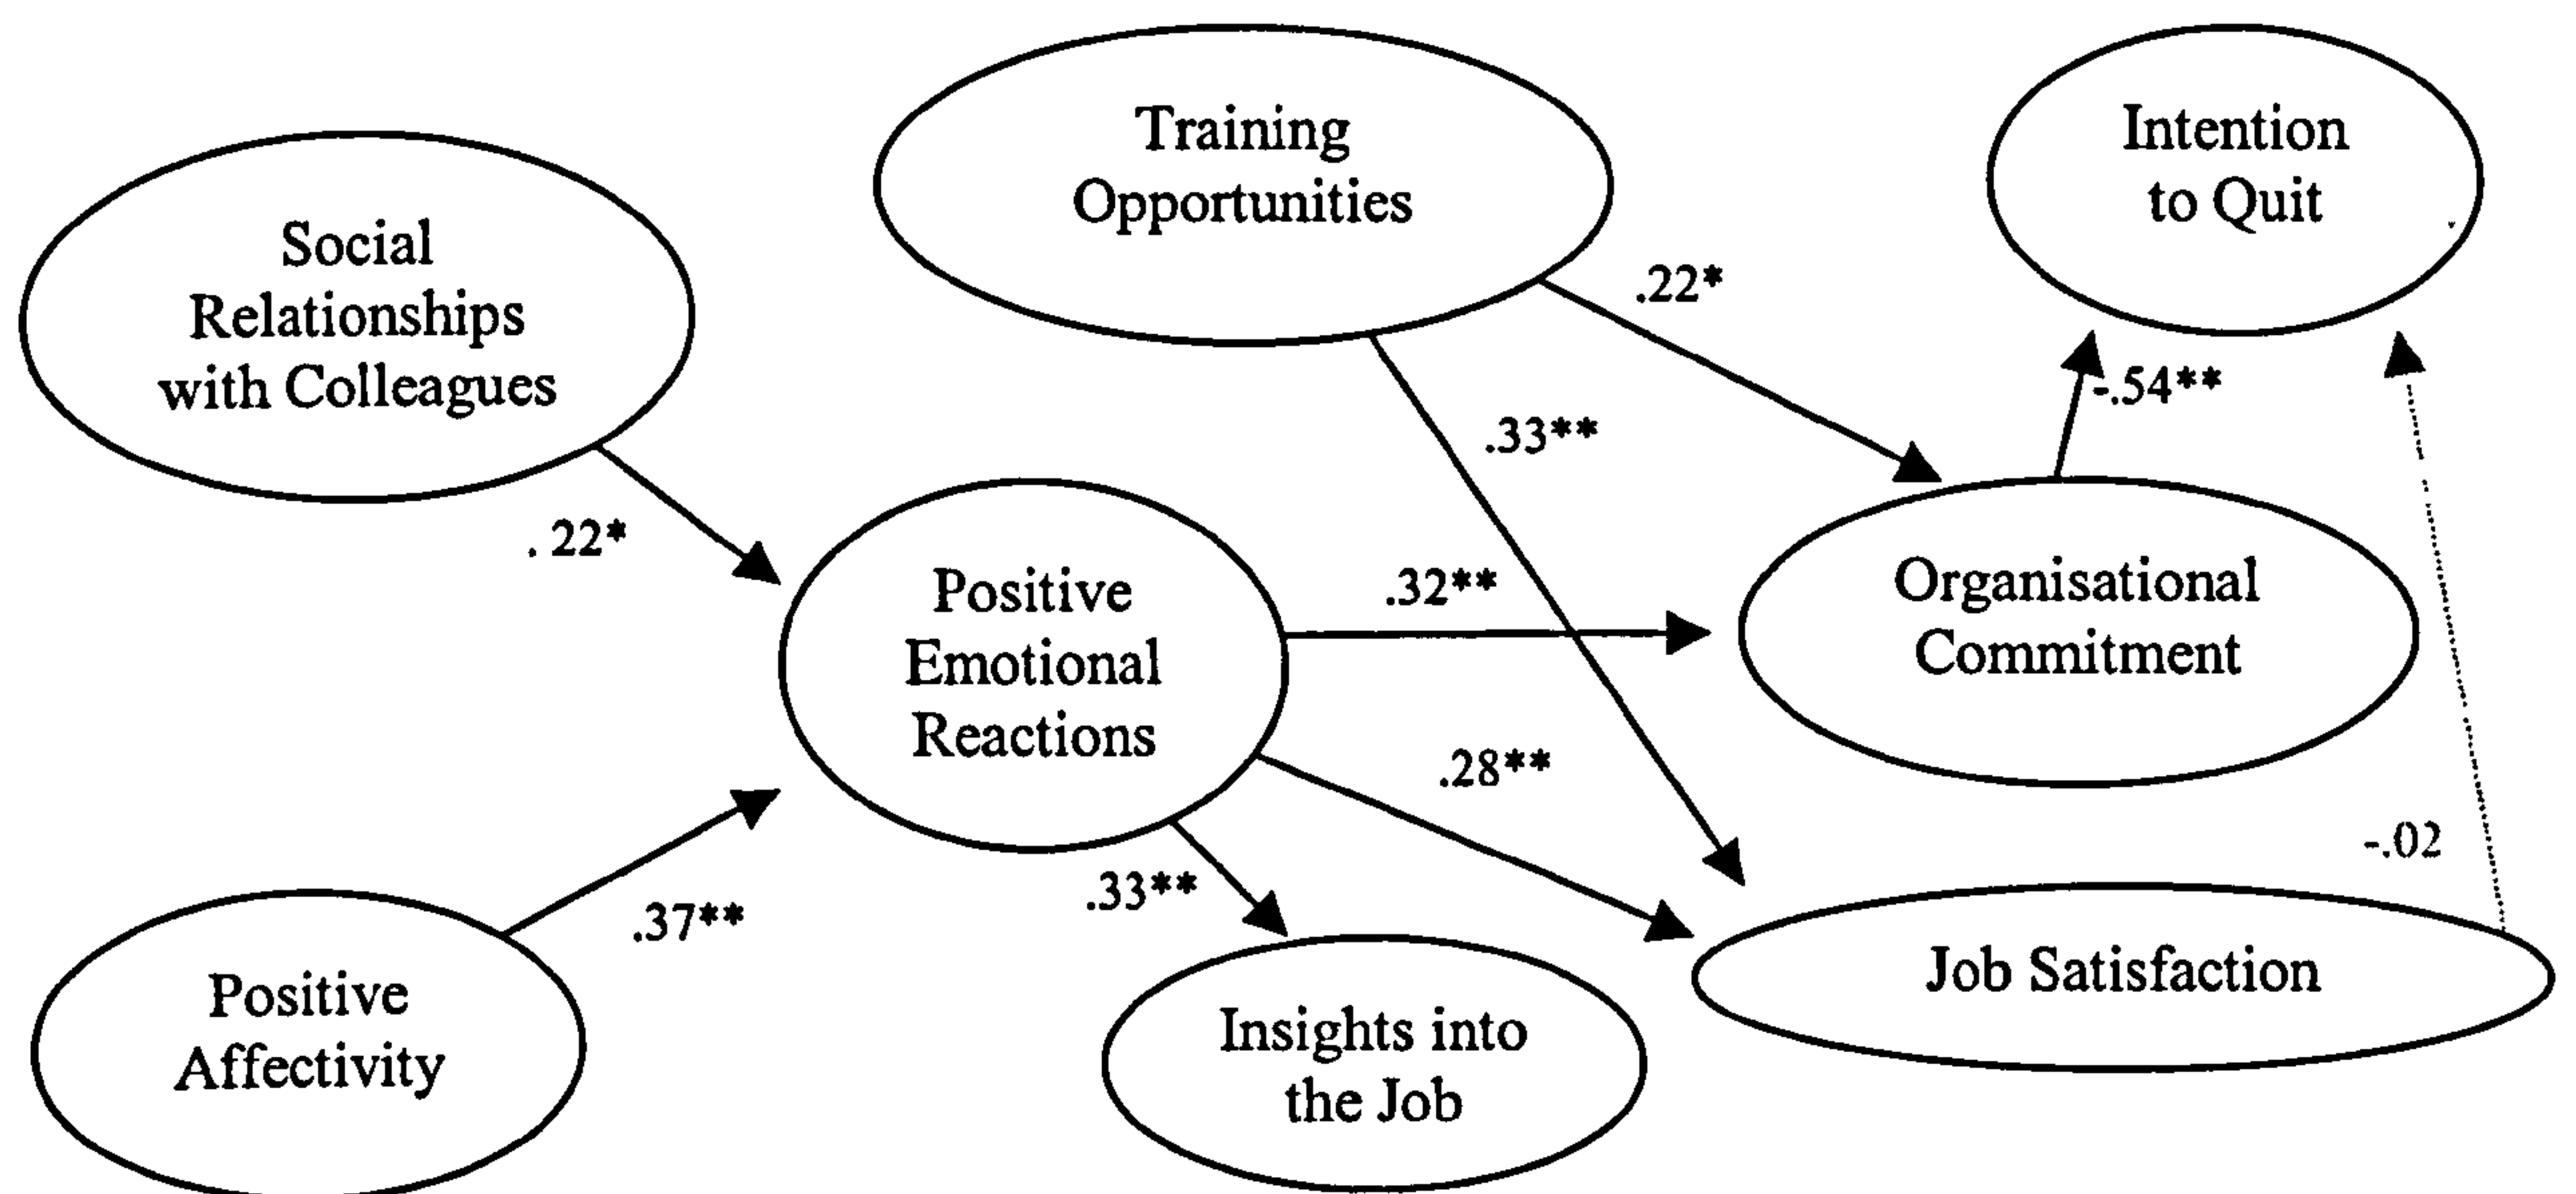 Training
Opportunities
Intention
to Quit
Social
Relationships
with Colleagues
.22*
-.54**
.33**
. 22*
Positive
Emotional
Reactions
.32**
Organisational
Commitment
.28**
-.02
.33**
.37**
Positive
Affectivity
Insights into
the Job
Job Satisfaction